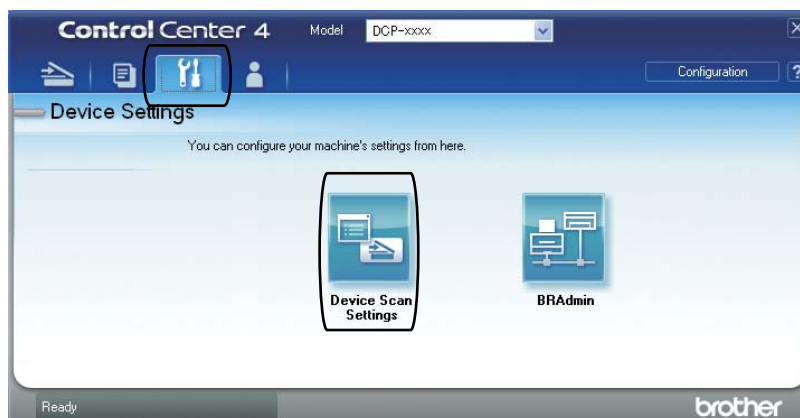 Control Center 4
Model
DCP-xxxx
Configuration
?
Device Settings
You can configure your machine's settings from here.
Device Scan
Settings
BRAdmin
Ready
brother